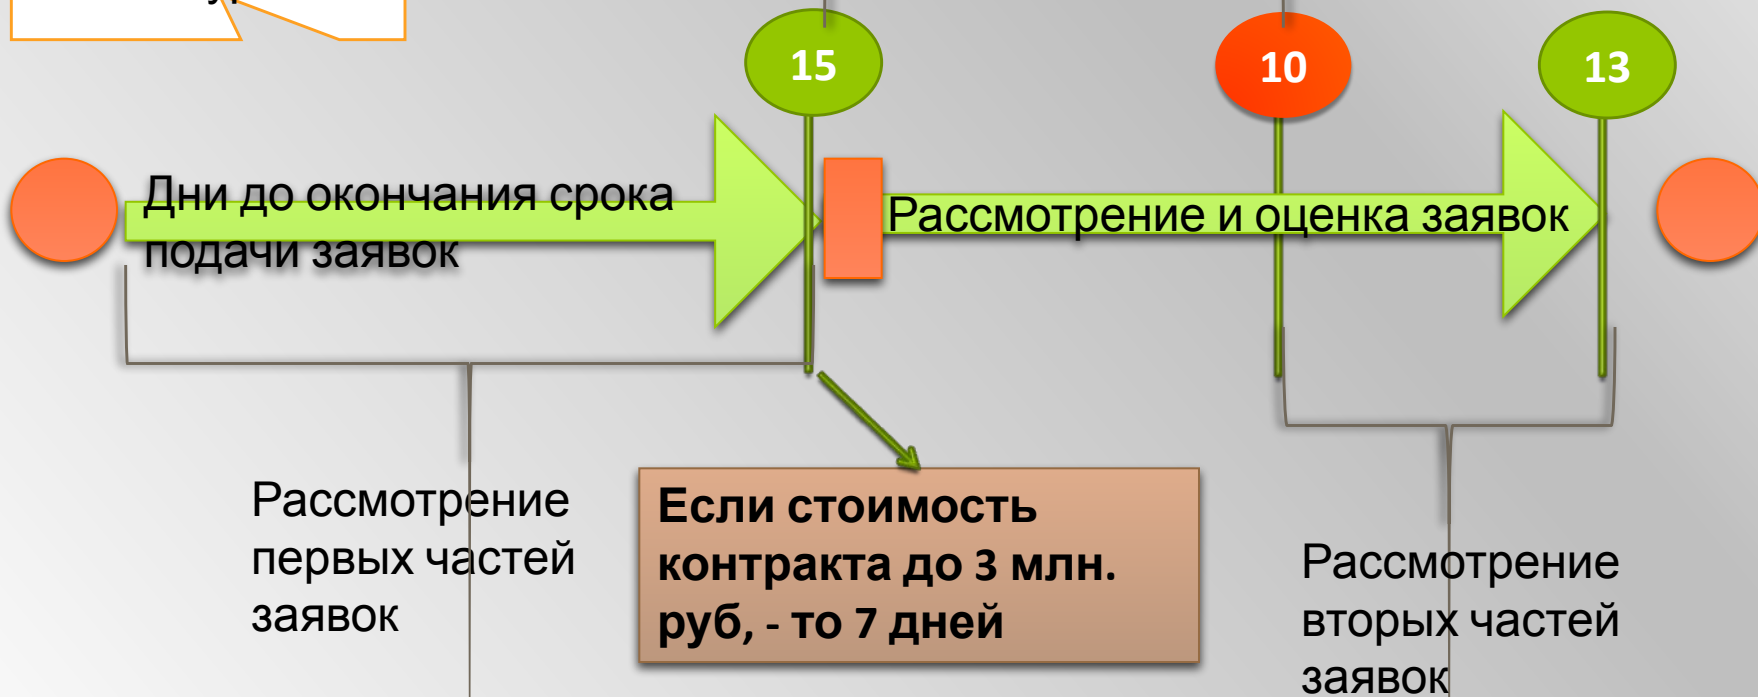 15
10
13
Дни до окончания срока
подачи заявок
Рассмотрение и оценка заявок
Рассмотрение
первых частей
заявок
Если стоимость
контракта до 3 млн.
руб, - то 7 дней
Рассмотрение
вторых частей
заявок